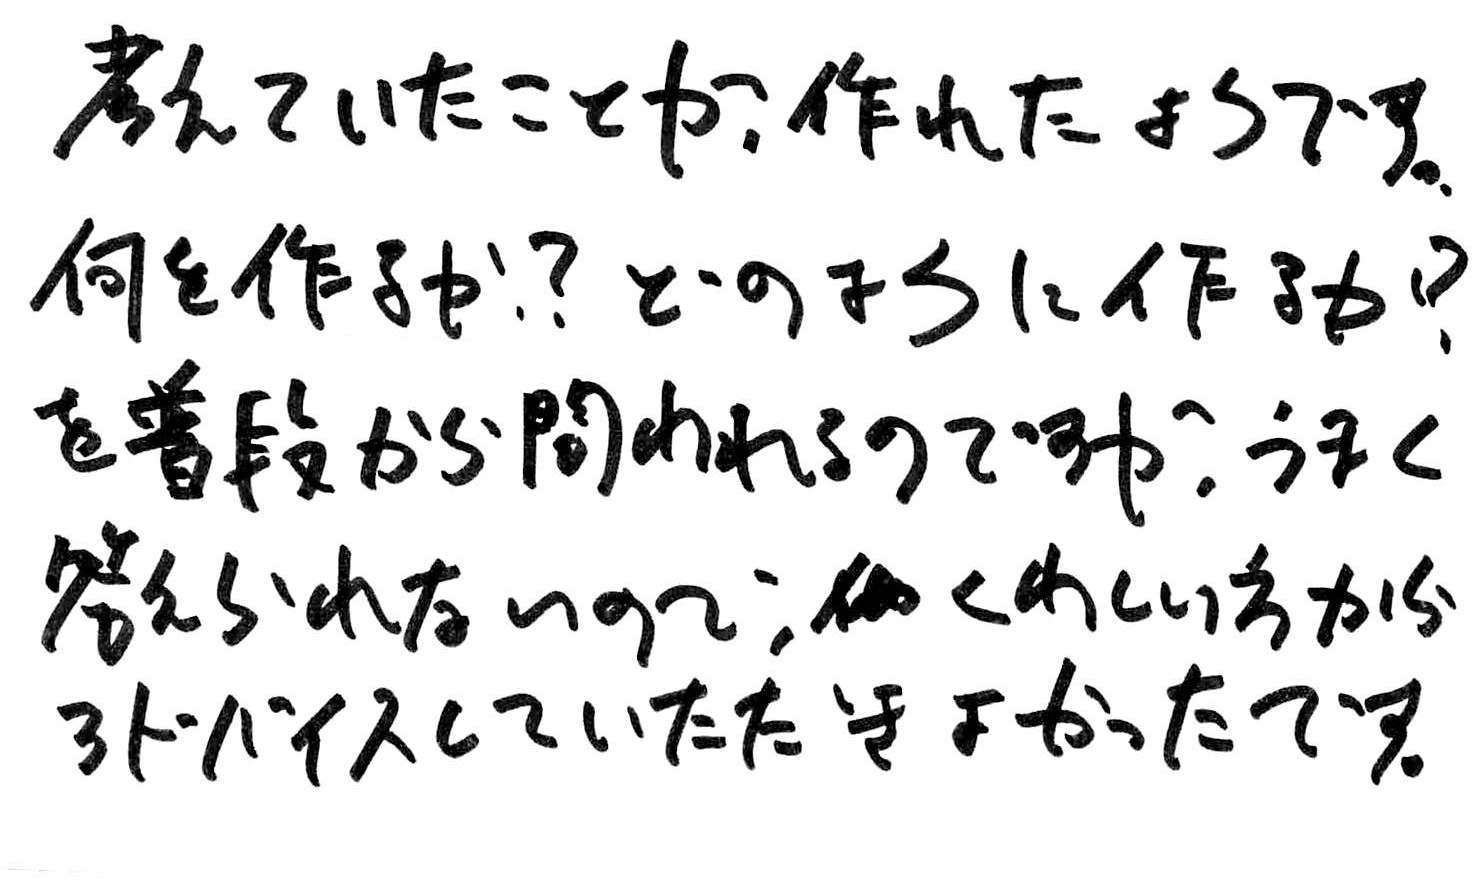 考えていたことが、作れたようです。
何を作るか?どのように作るか?
を普段から問われるのですが、うまく
答えられないので、くわしい方から
アドバイスしていただきよかったです。